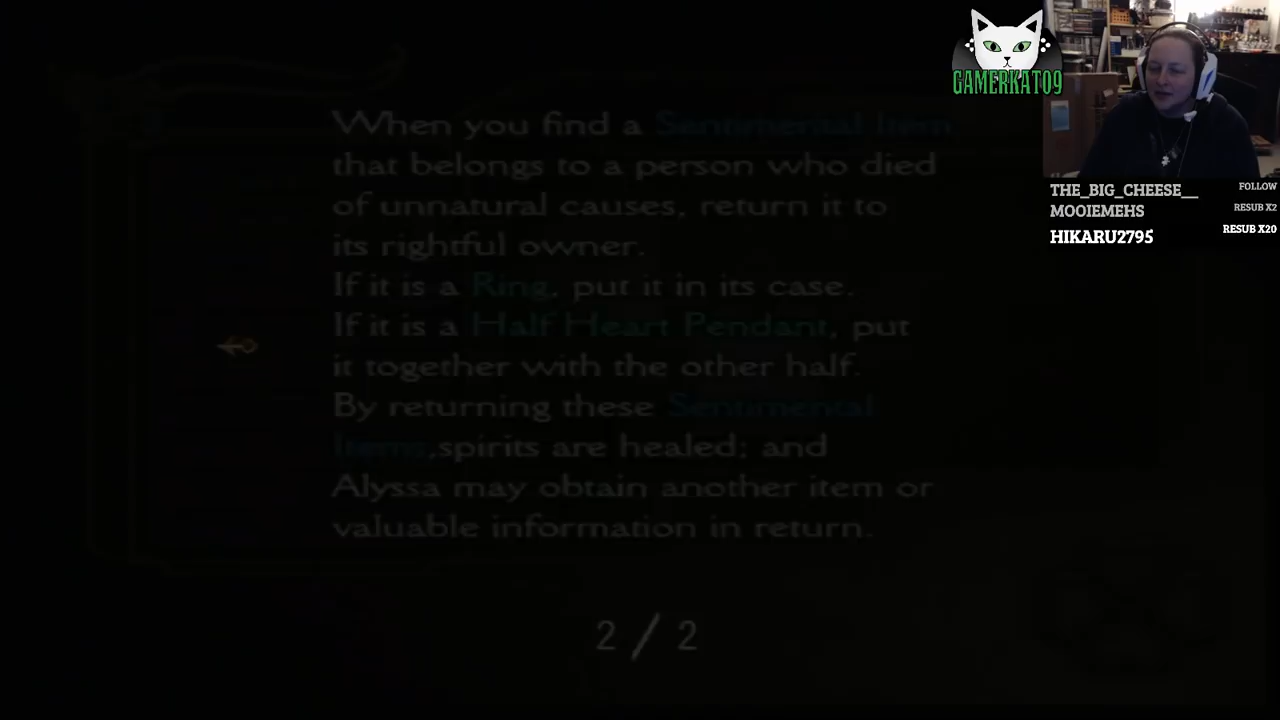 When you find a Sentimental Item
that belongs to a person who died
of unnatural causes, return it to
its rightful owner.
If it is a Ring, put it in its case.
If it is a Half Heart Pendant, put
it together with the other half.
By returning these Sentimental
Items,spirits are healed; and
Alyssa may obtain another item or
valuable information in return.
2 / 2
GAMERKAT09
THE_BIG_CHEESE__ FOLLOW
MOOIEMEHS RESUB X2
HIKARU2795 RESUB X20